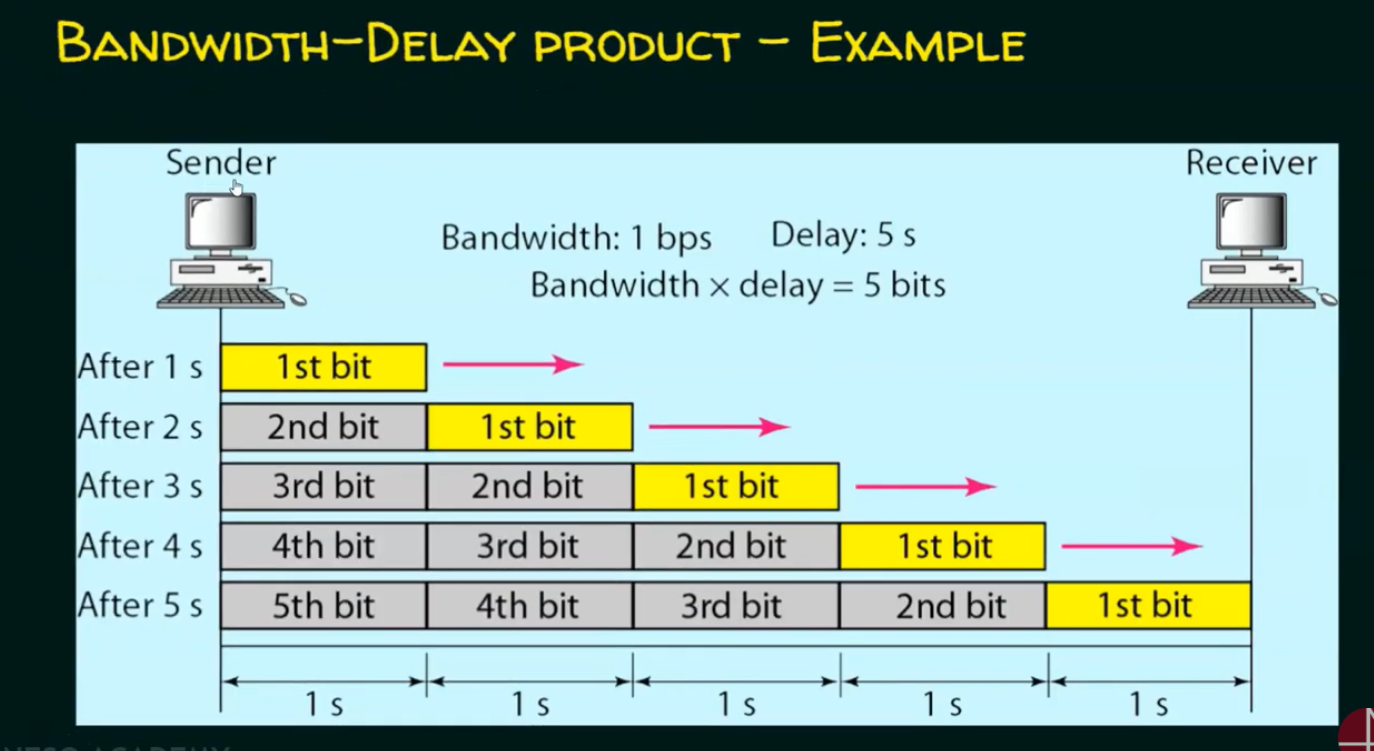 BANDWIDTH-DELAY PRODUCT - EXAMPLE
Sender
Receiver
Bandwidth: 1 bps Delay: 5 s
Bandwidth × delay = 5 bits
After 1 s 1st bit
After 2 s 2nd bit 1st bit
After 3 s 3rd bit 2nd bit 1st bit
After 4 s 4th bit 3rd bit 2nd bit 1st bit
After 5 s 5th bit 4th bit 3rd bit 2nd bit 1st bit
1 s 1 s 1 s 1 s 1 s